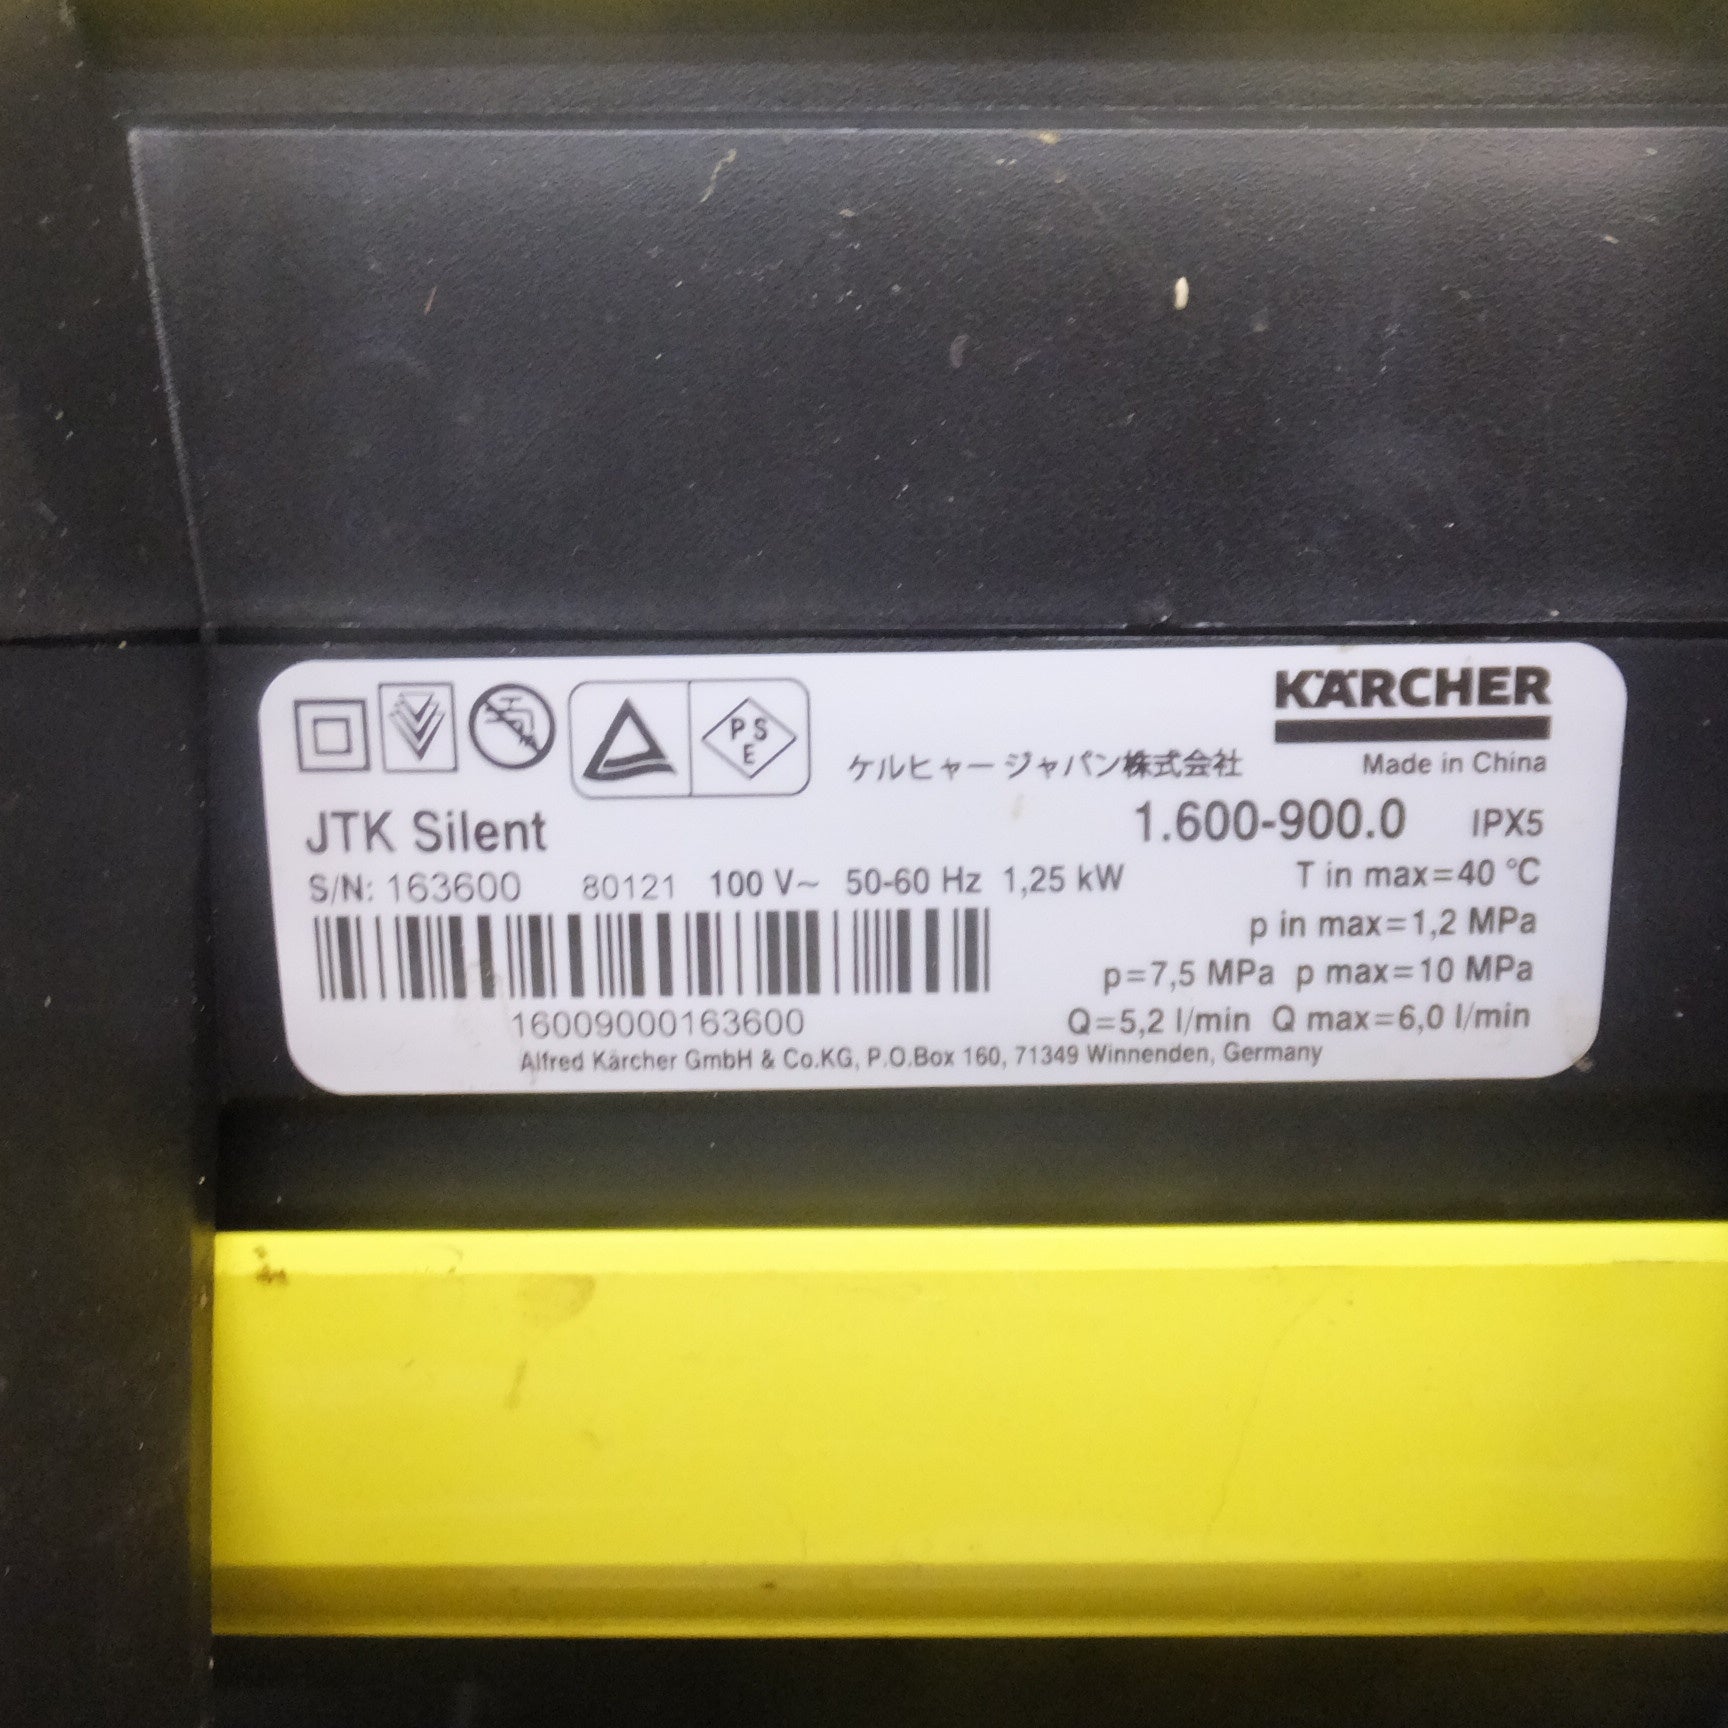 KÄRCHER
P S
E
ケルヒャー ジャパン株式会社
Made in China
JTK Silent
1.600-900.0 IPX5
S/N: 163600 80121 100 V~ 50-60 Hz 1,25 kW
T in max=40 °C
p in max=1,2 MPa
p=7,5 MPa p max=10 MPa
16009000163600
Q=5,2 l/min Q max=6,0 l/min
Alfred Kärcher GmbH & Co.KG, P.O.Box 160, 71349 Winnenden, Germany